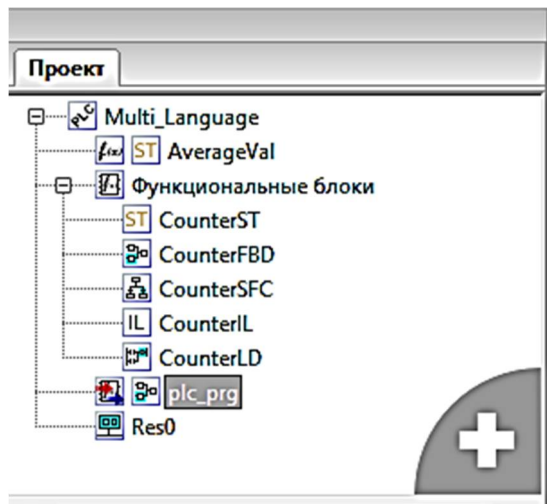 Проект
Multi_Language
f(x) ST AverageVal
Функциональные блоки
ST CounterST
CounterFBD
CounterSFC
IL CounterIL
CounterLD
plc_prg
Res0